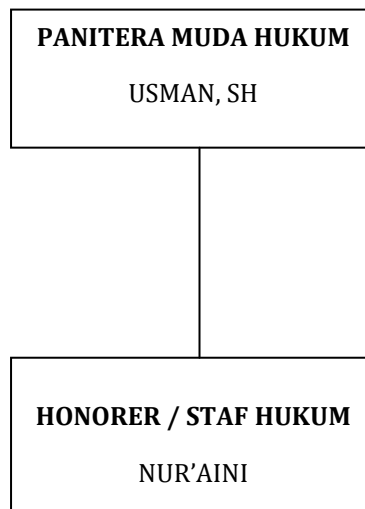 PANITERA MUDA HUKUM
USMAN, SH
HONORER / STAF HUKUM
NUR’AINI